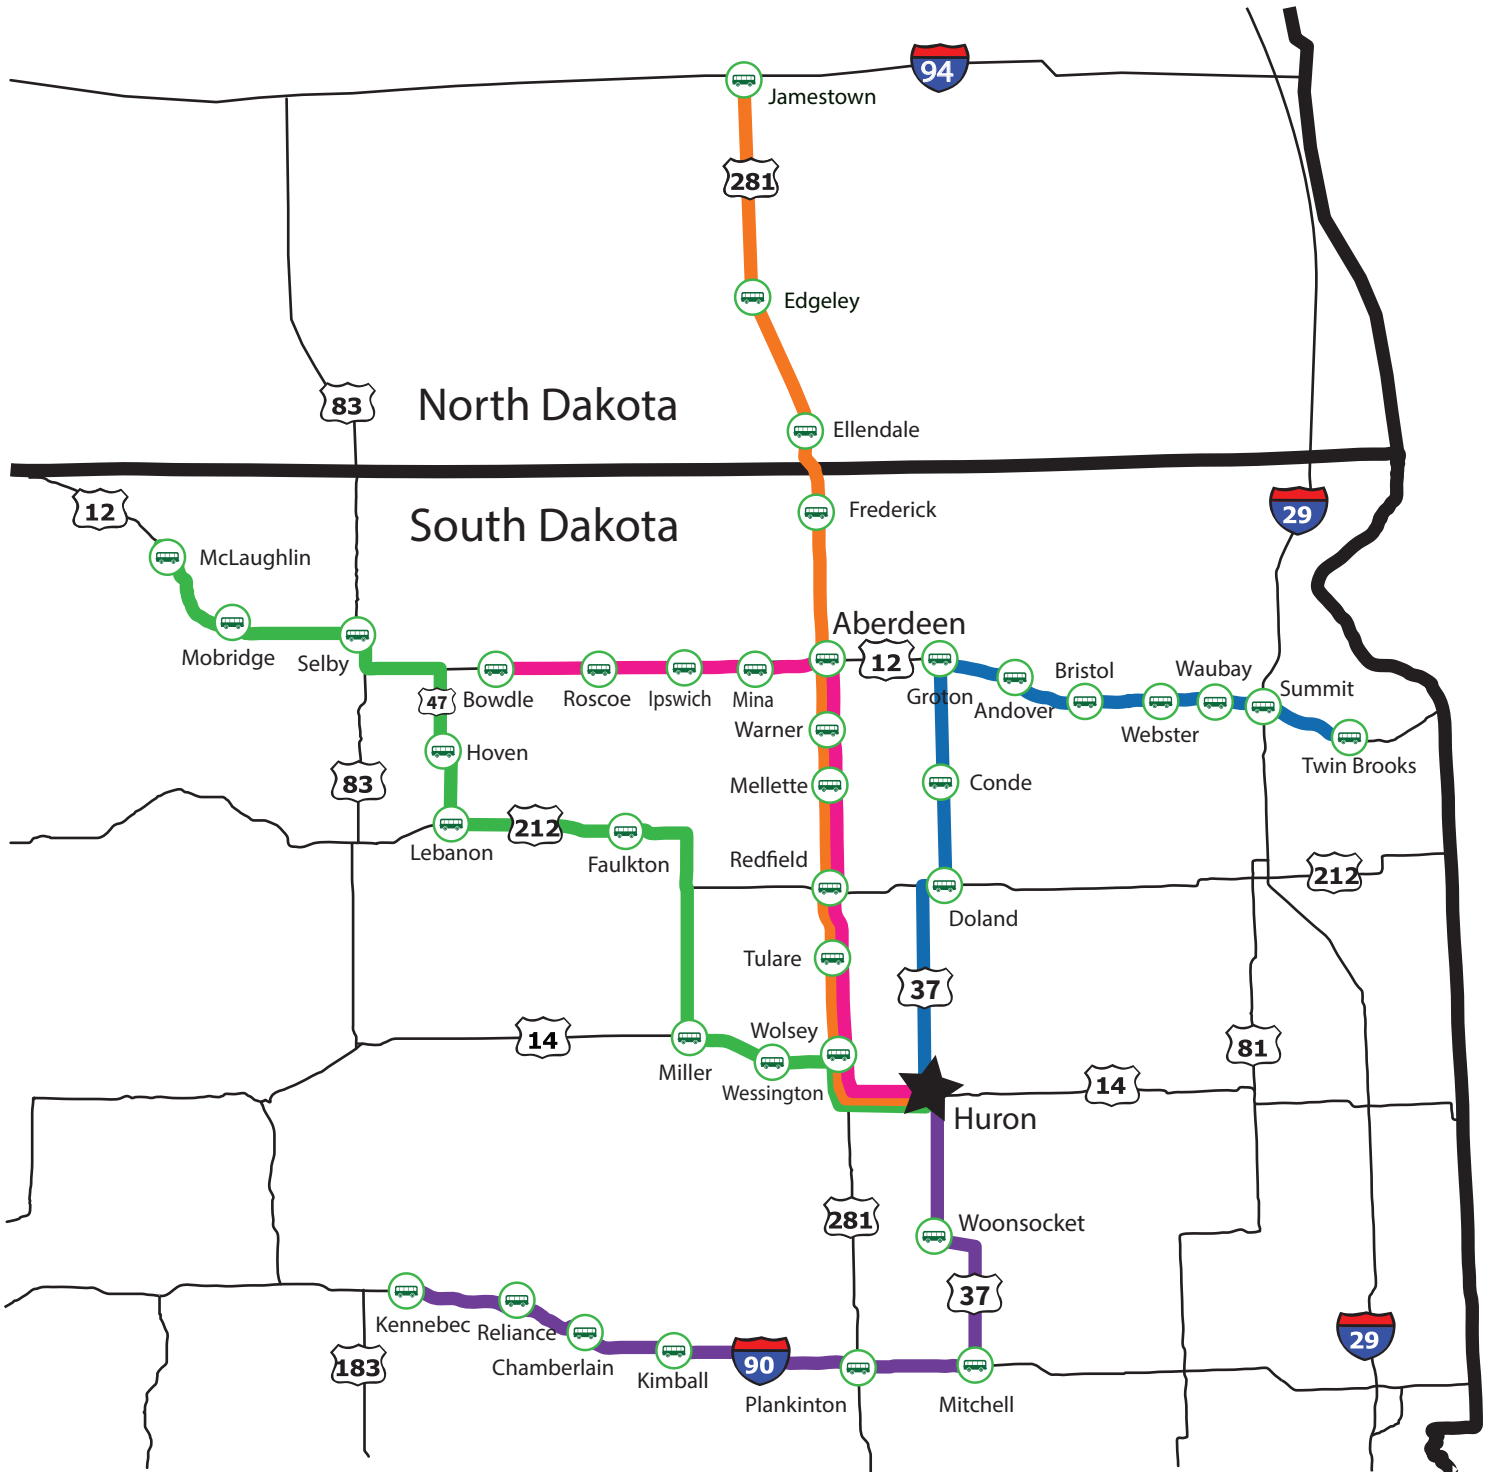 94
Jamestown
281
Edgeley
83
North Dakota
Ellendale
12
South Dakota
Frederick
29
McLaughlin
Aberdeen
Mobridge
Selby
12
Bristol
Waubay
Summit
47
Bowdle
Roscoe
Ipswich
Mina
Groton
Andover
Webster
Warner
Hoven
Twin Brooks
83
Mellette
Conde
212
Lebanon
Faulkton
Redfield
212
Doland
Tulare
37
14
Wolsey
81
Miller
Wessington
14
Huron
281
Woonsocket
37
Kennebec
Reliance
29
183
Chamberlain
90
Kimball
Plankinton
Mitchell